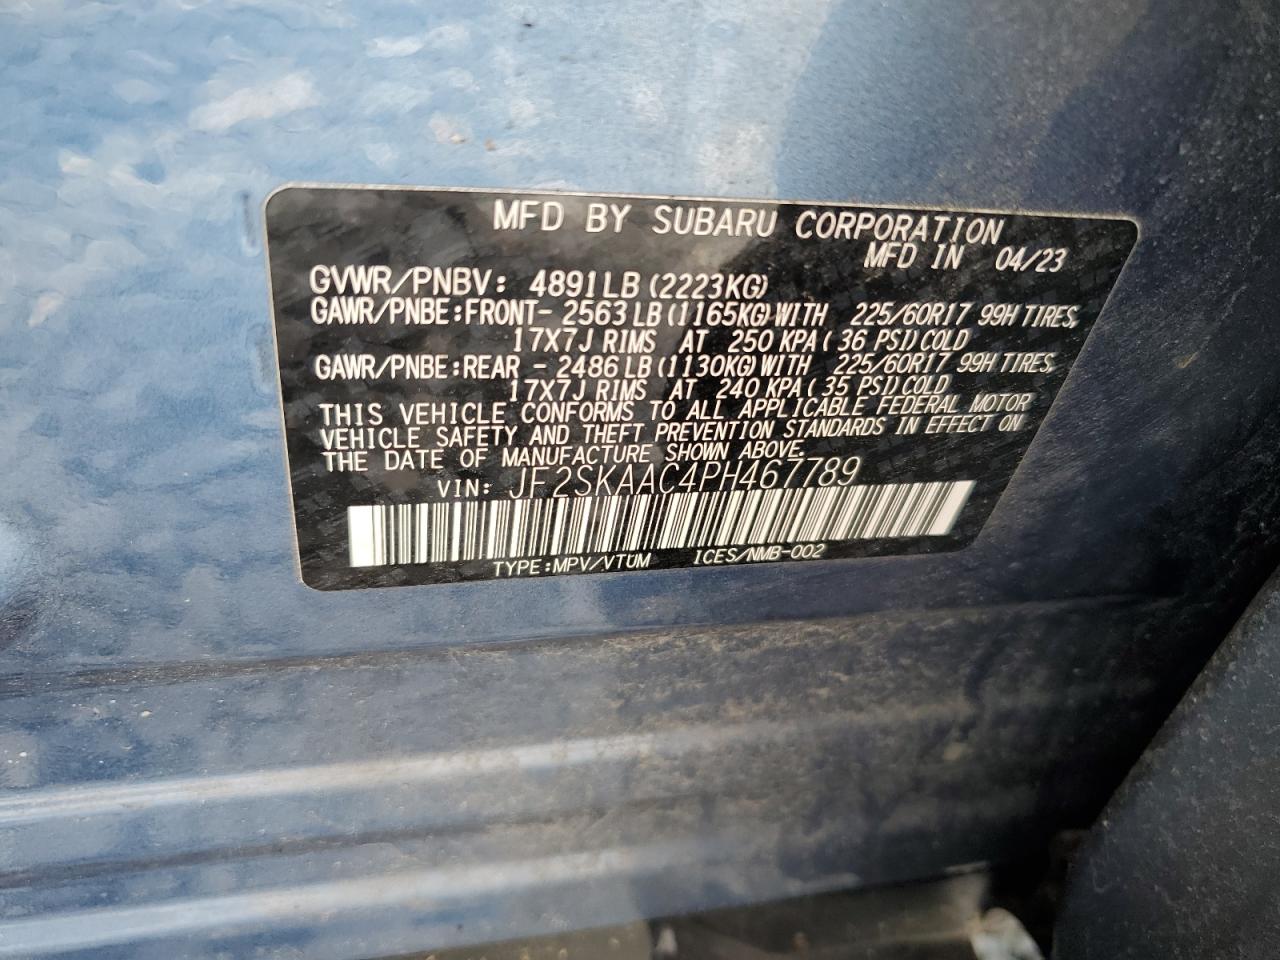 MFD BY SUBARU CORPORATION
MFD IN 04/23
GVWR/PNBV: 4891LB (2223KG)
GAWR/PNBE:FRONT- 2563 LB (1165KG)WITH 225/60R17 99H TIRES,
17X7J RIMS AT 250 KPA ( 36 PSI) COLD
GAWR/PNBE:REAR - 2486 LB (1130KG)WITH 225/60R17 99H TIRES,
17X7J RIMS AT 240 KPA ( 35 PSI) COLD
THIS VEHICLE CONFORMS TO ALL APPLICABLE FEDERAL MOTOR
VEHICLE SAFETY AND THEFT PREVENTION STANDARDS IN EFFECT ON
THE DATE OF MANUFACTURE SHOWN ABOVE.
VIN: JF2SKAAC4PH467789
TYPE:MPV/VTUM ICES/NMB-002